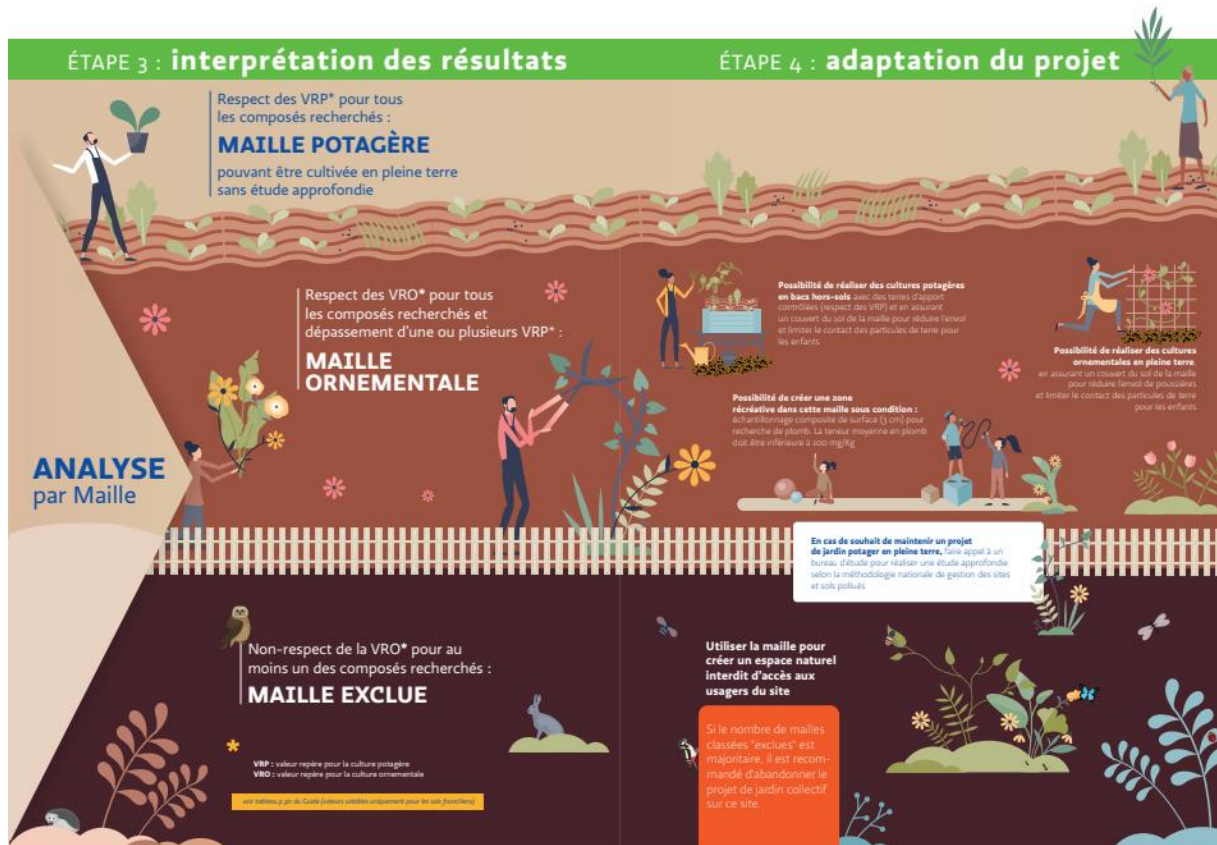 ÉTAPE 3 : interprétation des résultats
ÉTAPE 4 : adaptation du projet
Respect des VRP* pour tous
les composés recherchés :
MAILLE POTAGÈRE
pouvant être cultivée en pleine terre
sans étude approfondie
Respect des VRO* pour tous
les composés recherchés et
dépassement d'une ou plusieurs VRP* :
MAILLE
ORNEMENTALE
Possibilité de réaliser des cultures potagères
en bacs hors-sols avec des terres d'apport
contrôlées (respect des VRP) et en assurant
un couvert du sol de la maille pour réduire l'envol
et limiter le contact des particules de terre pour
les enfants
Possibilité de réaliser des cultures
ornementales en pleine terre,
en assurant un couvert du sol de la maille
pour réduire l'envol de poussières
et limiter le contact des particules de terre
pour les enfants
Possibilité de créer une zone
récréative dans cette maille sous condition :
échantillonnage composite de surface (3 cm) pour
recherche de plomb. La teneur moyenne en plomb
doit être inférieure à 100 mg/Kg
ANALYSE
par Maille
En cas de souhait de maintenir un projet
de jardin potager en pleine terre, faire appel à un
bureau d'étude pour réaliser une étude approfondie
selon la méthodologie nationale de gestion des sites
et sols pollués
Non-respect de la VRO* pour au
moins un des composés recherchés :
MAILLE EXCLUE
Utiliser la maille pour
créer un espace naturel
interdit d'accès aux
usagers du site
Si le nombre de mailles
classées "exclues" est
majoritaire, il est recom-
mandé d'abandonner le
projet de jardin collectif
sur ce site.
*
VRP : valeur repère pour la culture potagère
VRO : valeur repère pour la culture ornementale
voir tableau p.20 du Guide (valeurs valables uniquement pour les sols franciliens)